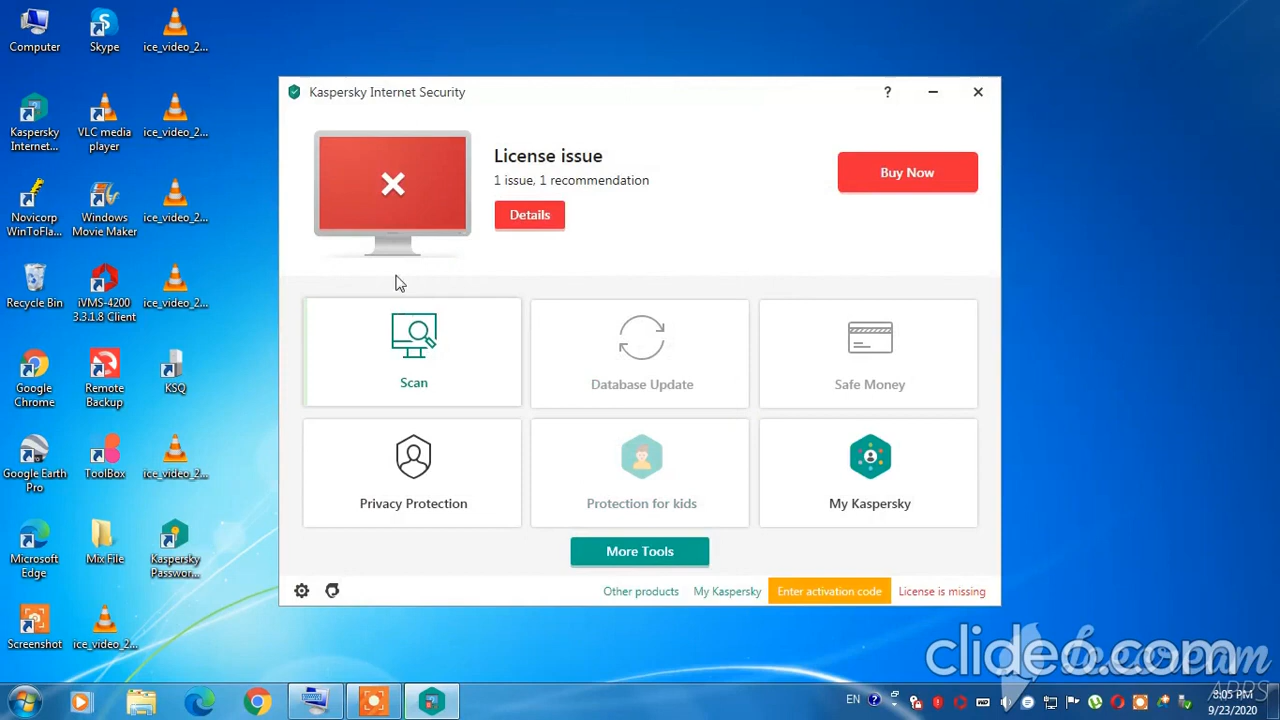 Computer
Skype
ice_video_2...
Kaspersky
Internet...
VLC media
player
ice_video_2...
Novicorp
WinToFla...
Windows
Movie Maker
ice_video_2...
Recycle Bin
iVMS-4200
3.3.1.8 Client
ice_video_2...
Google
Chrome
Remote
Backup
KSQ
Google Earth
Pro
ToolBox
ice_video_2...
Microsoft
Edge
Mix File
Kaspersky
Passwor...
Screenshot
ice_video_2...
Kaspersky Internet Security
?
License issue
1 issue, 1 recommendation
Details
Buy Now
Scan
Database Update
Safe Money
Privacy Protection
Protection for kids
My Kaspersky
More Tools
Other products
My Kaspersky
Enter activation code
License is missing
clideo.com
Icecream
APPS
EN
8:05 PM
9/23/2020